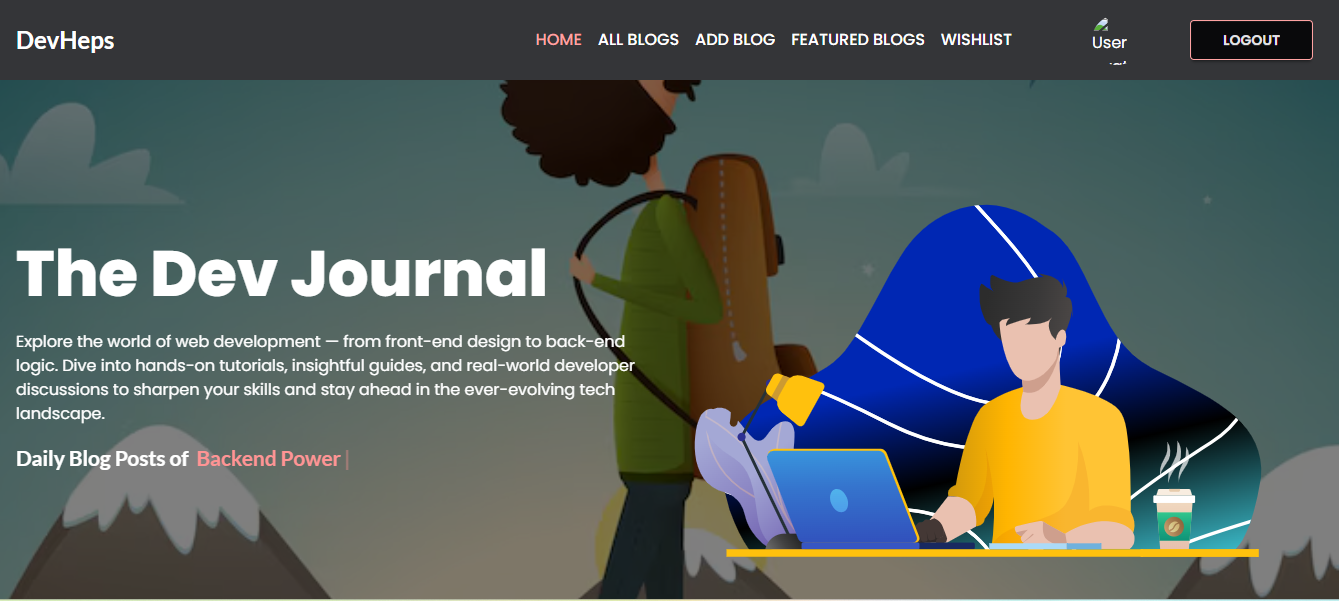 DevHeps
HOME ALL BLOGS ADD BLOG FEATURED BLOGS WISHLIST
User
LOGOUT
The Dev Journal
Explore the world of web development — from front-end design to back-end
logic. Dive into hands-on tutorials, insightful guides, and real-world developer
discussions to sharpen your skills and stay ahead in the ever-evolving tech
landscape.
Daily Blog Posts of Backend Power |